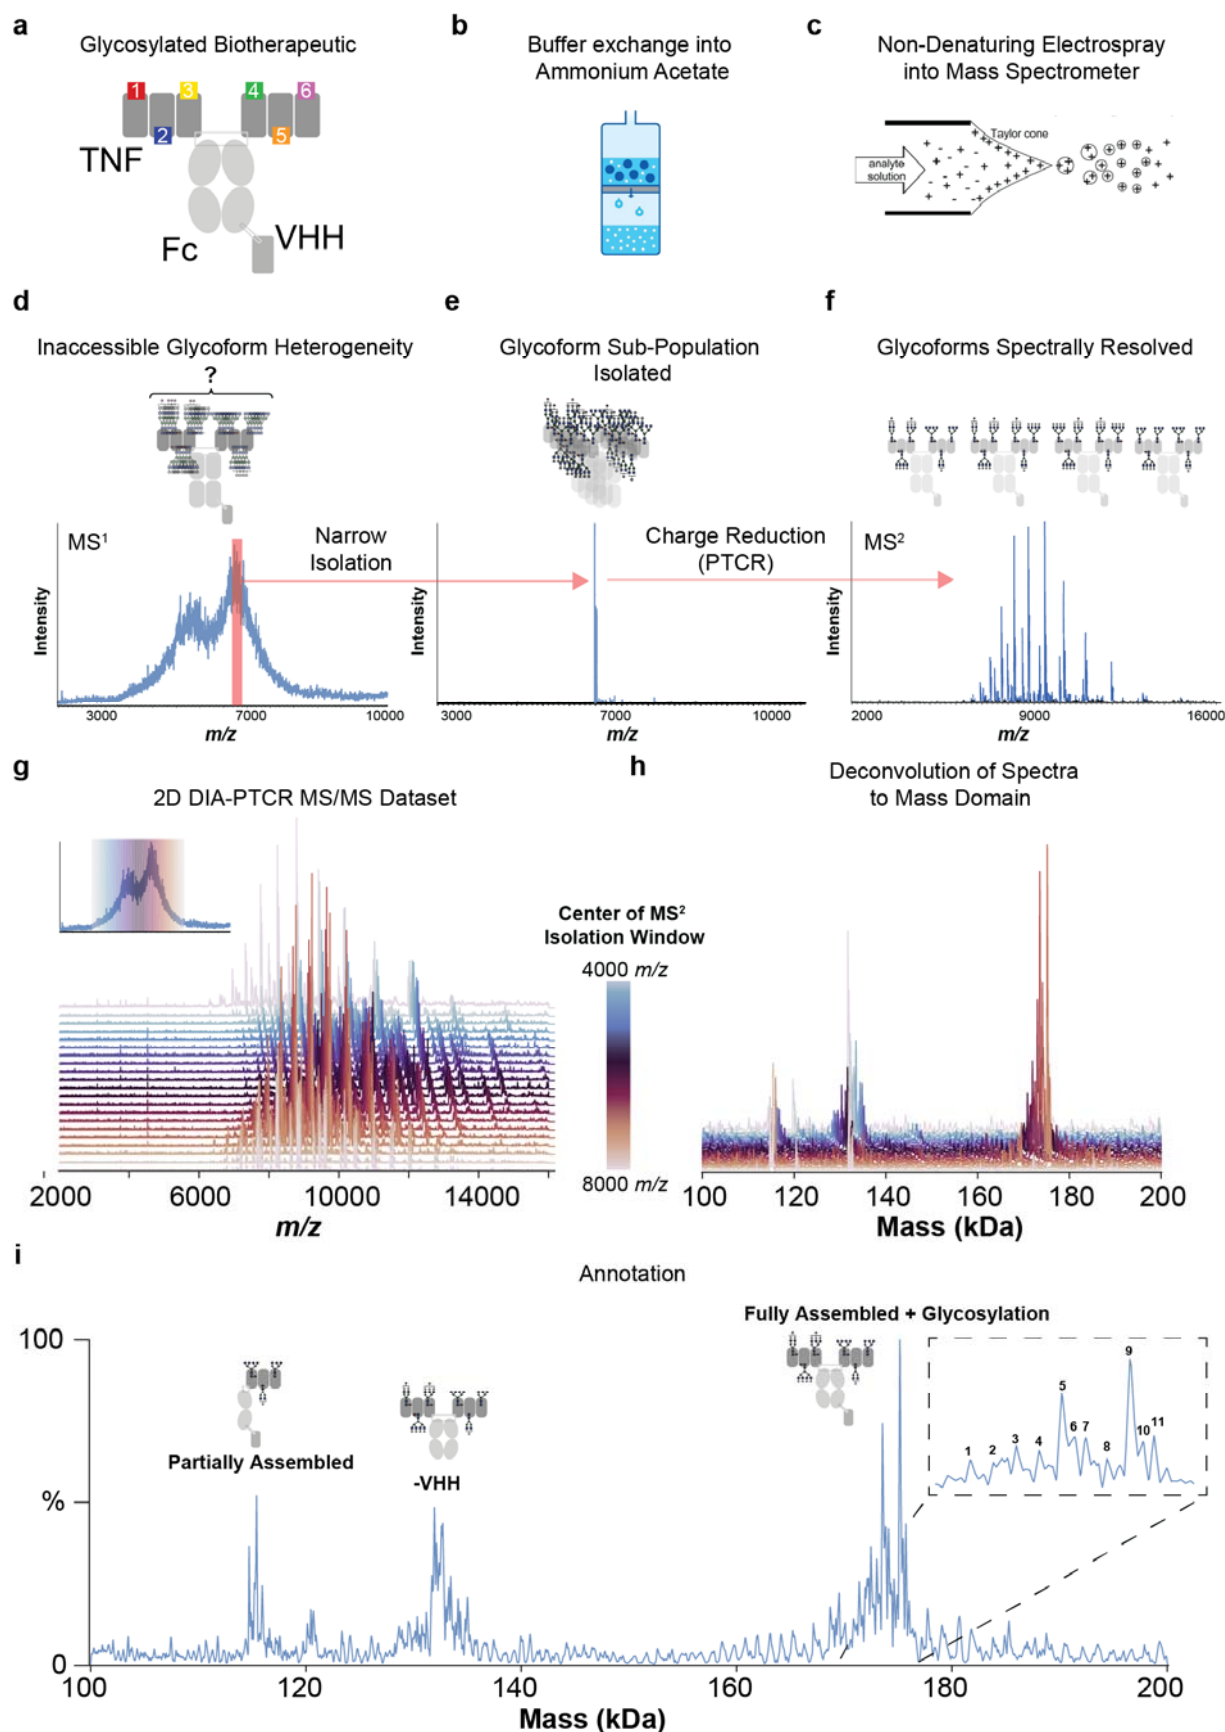 a
Glycosylated Biotherapeutic
1
2
3
4
5
6
TNF
Fc
VHH
b
Buffer exchange into
Ammonium Acetate
c
Non-Denaturing Electrospray
into Mass Spectrometer
Taylor cone
analyte
solution
d
Inaccessible Glycoform Heterogeneity
?
MS¹
Narrow
Isolation
Intensity
3000
7000
10000
m/z
e
Glycoform Sub-Population
Isolated
Charge Reduction
(PTCR)
Intensity
3000
7000
10000
m/z
f
Glycoforms Spectrally Resolved
MS²
Intensity
2000
9000
16000
m/z
g
2D DIA-PTCR MS/MS Dataset
2000
6000
10000
14000
m/z
Center of MS²
Isolation Window
4000 m/z
8000 m/z
h
Deconvolution of Spectra
to Mass Domain
100
120
140
160
180
200
Mass (kDa)
i
Annotation
100
%
0
Partially Assembled
-VHH
Fully Assembled + Glycosylation
1
2
3
4
5
6
7
8
9
10
11
100
120
140
160
180
200
Mass (kDa)